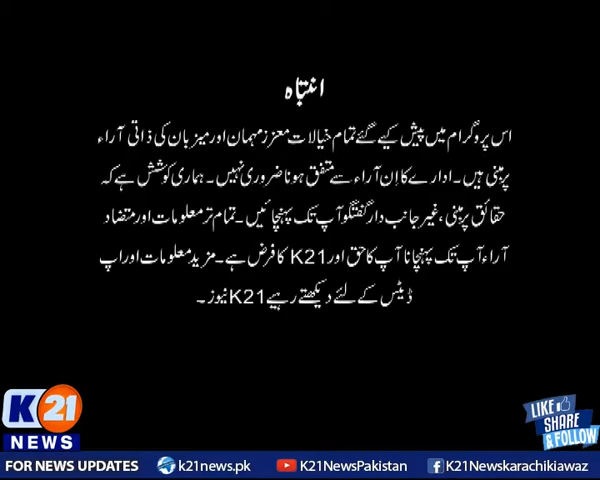 انتباہ
اس پروگرام میں پیش کیے گئے تمام خیالات معزز مہمان اور میزبان کی ذاتی آراء
پر مبنی ہیں۔ ادارے کا اِن آراء سے متفق ہونا ضروری نہیں۔ ہماری کوشش ہے کہ
حقائق پر مبنی ، غیر جانب دار گفتگو آپ تک پہنچائیں۔ تمام تر معلومات اور متضاد
آراء آپ تک پہنچانا آپ کا حق اور K21 کا فرض ہے۔ مزید معلومات اور اپ
ڈیٹس کے لئے دیکھتے رہیے K21 نیوز ۔
K21
NEWS
LIKE
SHARE
& FOLLOW
FOR NEWS UPDATES k21news.pk K21NewsPakistan K21Newskarachikiawaz